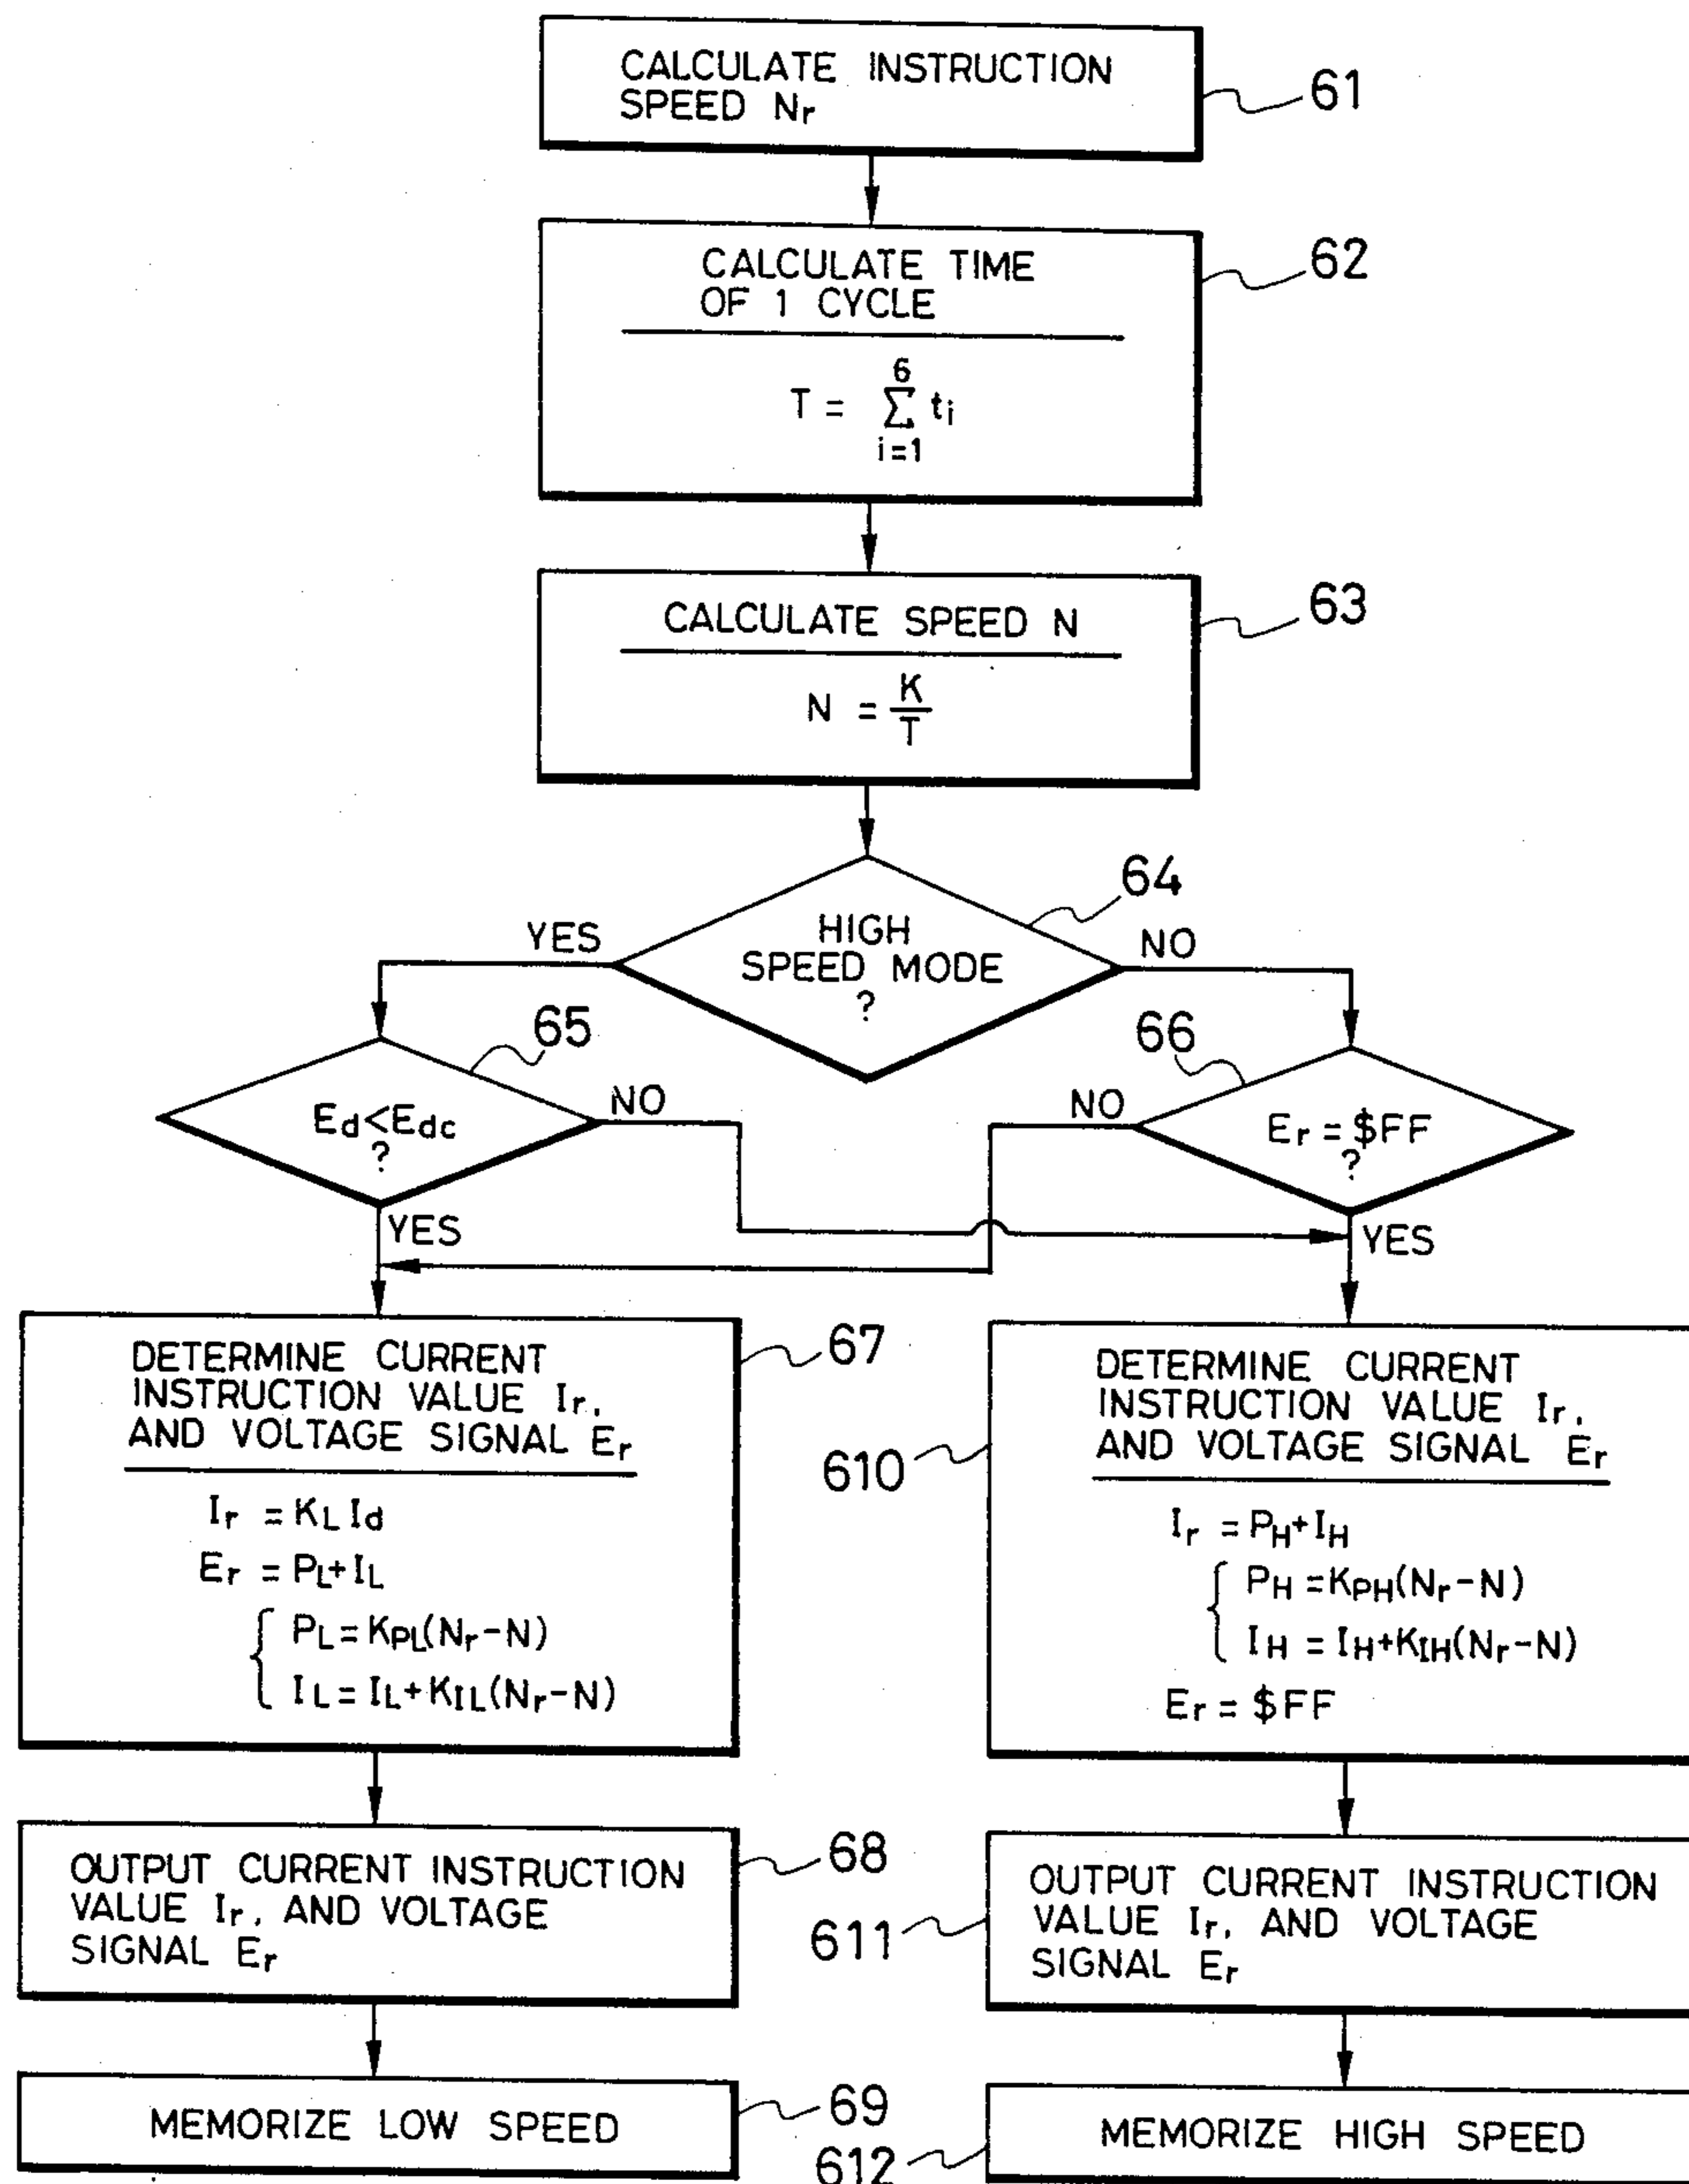 CALCULATE INSTRUCTION
SPEED Nr
61
CALCULATE TIME
OF 1 CYCLE
62
6
T = Σ ti
i=1
CALCULATE SPEED N
63
N = K/T
64
HIGH
SPEED MODE
?
YES
NO
65
66
Ed<Edc
?
NO
YES
Er = $FF
?
NO
YES
DETERMINE CURRENT
INSTRUCTION VALUE Ir,
AND VOLTAGE SIGNAL Er
67
Ir = KL Id
Er = PL+IL
{ PL=KPL(Nr-N)
IL=IL+KIL(Nr-N)
DETERMINE CURRENT
INSTRUCTION VALUE Ir,
AND VOLTAGE SIGNAL Er
610
Ir = PH+IH
{ PH=KPH(Nr-N)
IH = IH+KIH(Nr-N)
Er = $FF
OUTPUT CURRENT INSTRUCTION
VALUE Ir, AND VOLTAGE
SIGNAL Er
68
OUTPUT CURRENT INSTRUCTION
VALUE Ir, AND VOLTAGE
SIGNAL Er
611
MEMORIZE LOW SPEED
69
MEMORIZE HIGH SPEED
612